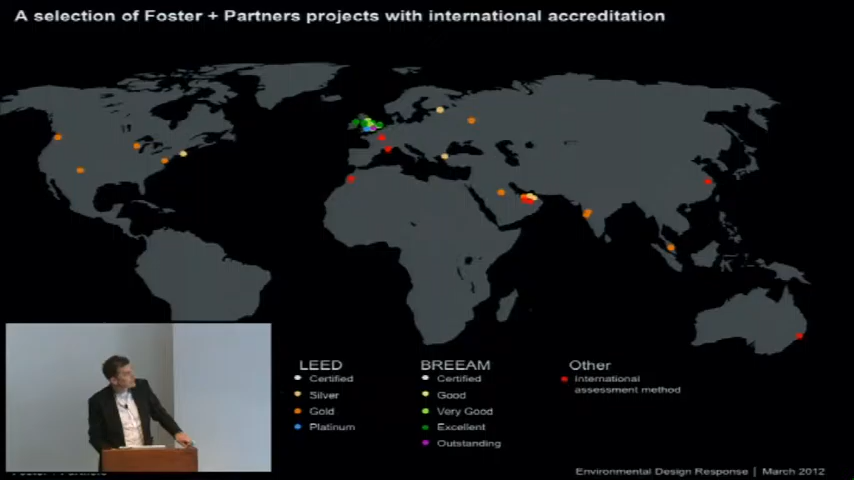 A selection of Foster + Partners projects with international accreditation
LEED
Certified
Silver
Gold
Platinum
BREEAM
Certified
Good
Very Good
Excellent
Outstanding
Other
International
assessment method
Environmental Design Response | March 2012